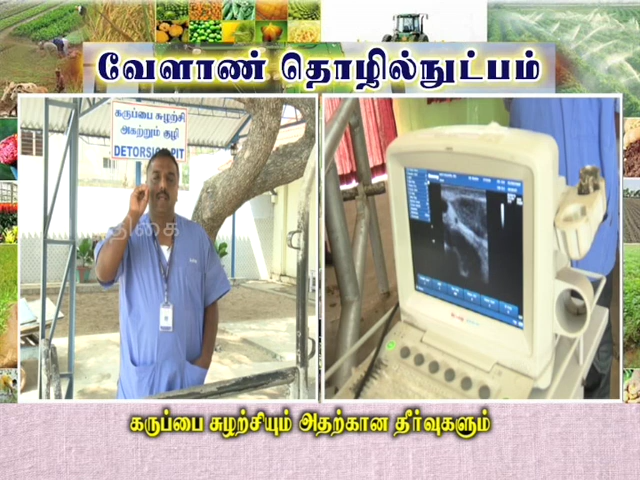 வேளாண் தொழில்நுட்பம்
கருப்பை சுழற்சி
அகற்றும் குழி
DETORSION PIT
திகை
கருப்பை சுழற்சியும் அதற்கான தீர்வுகளும்